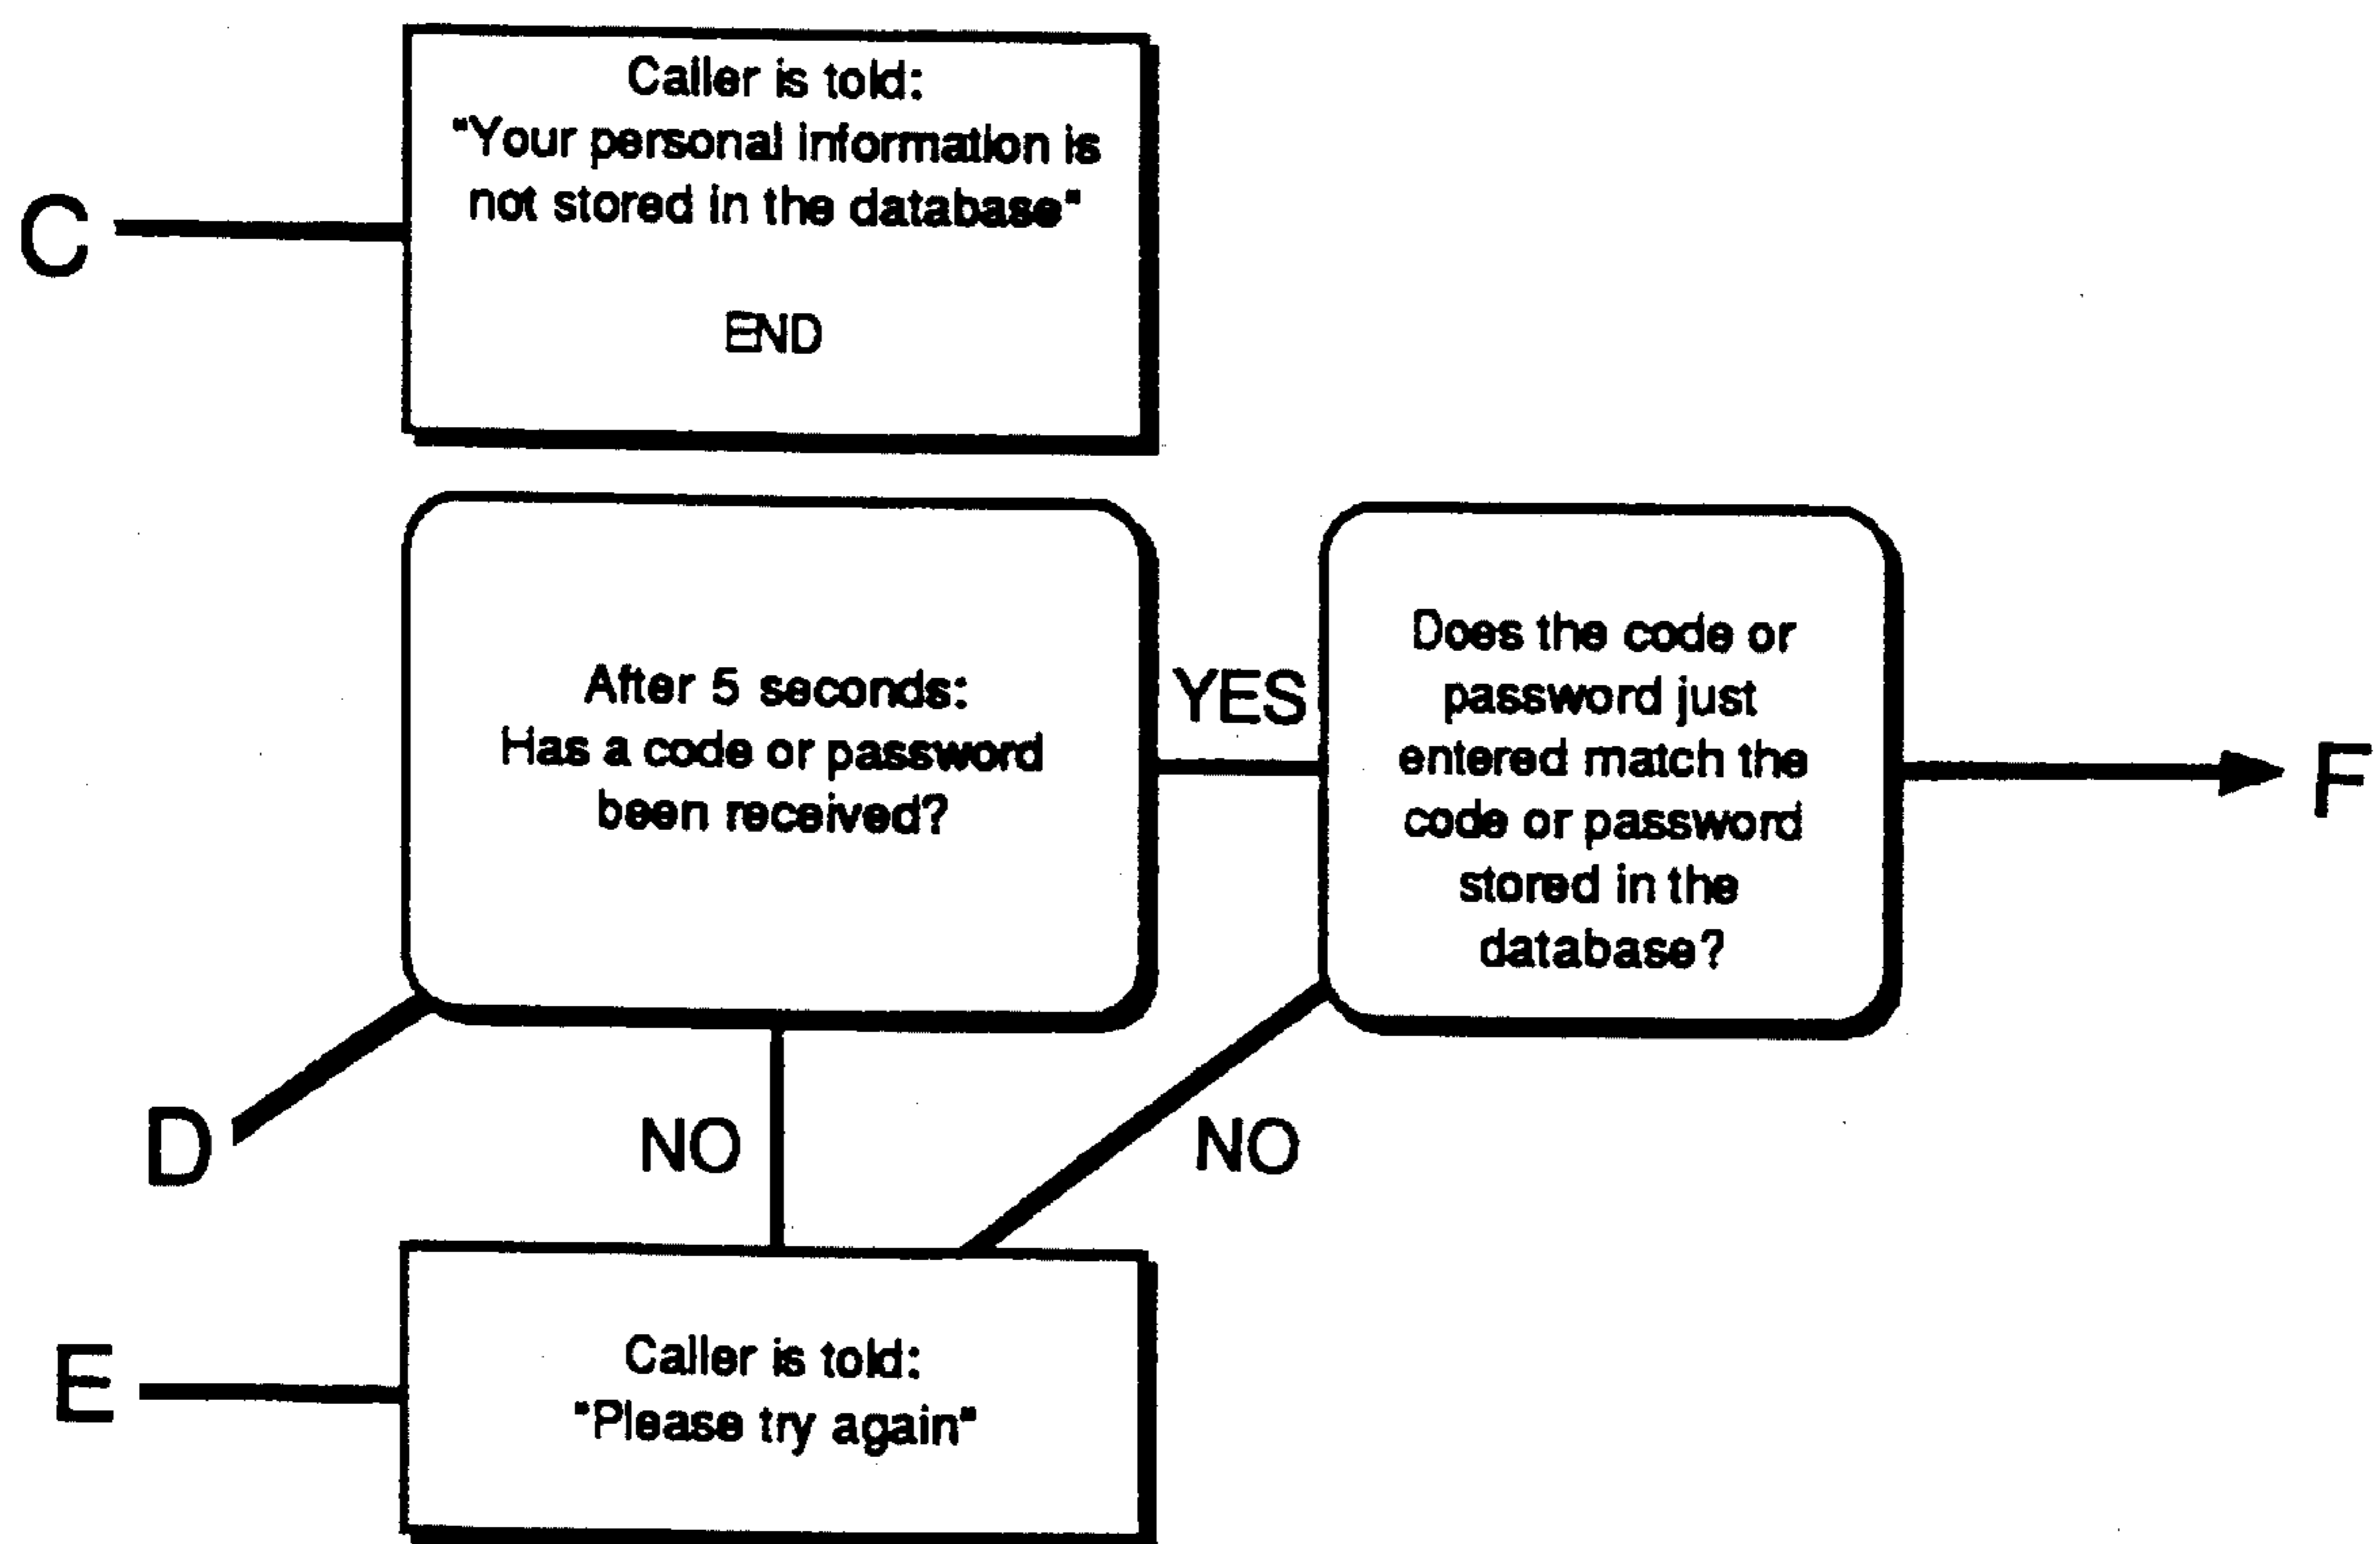 Caller is told:
"Your personal information is
not stored in the database"
END
C
After 5 seconds:
Has a code or password
been received?
YES
Does the code or
password just
entered match the
code or password
stored in the
database?
F
D
NO
NO
E
Caller is told:
"Please try again"